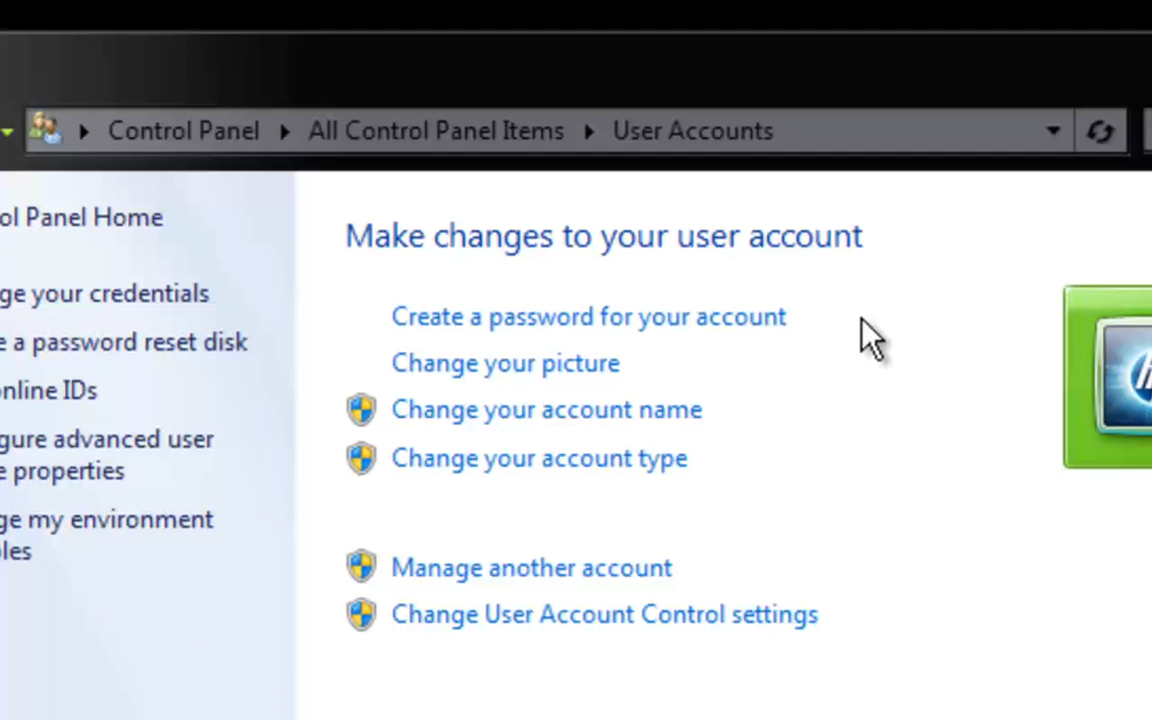 Control Panel All Control Panel Items User Accounts
ol Panel Home
Make changes to your user account
ge your credentials
e a password reset disk
nline IDs
gure advanced user
e properties
ge my environment
les
Create a password for your account
Change your picture
Change your account name
Change your account type
Manage another account
Change User Account Control settings